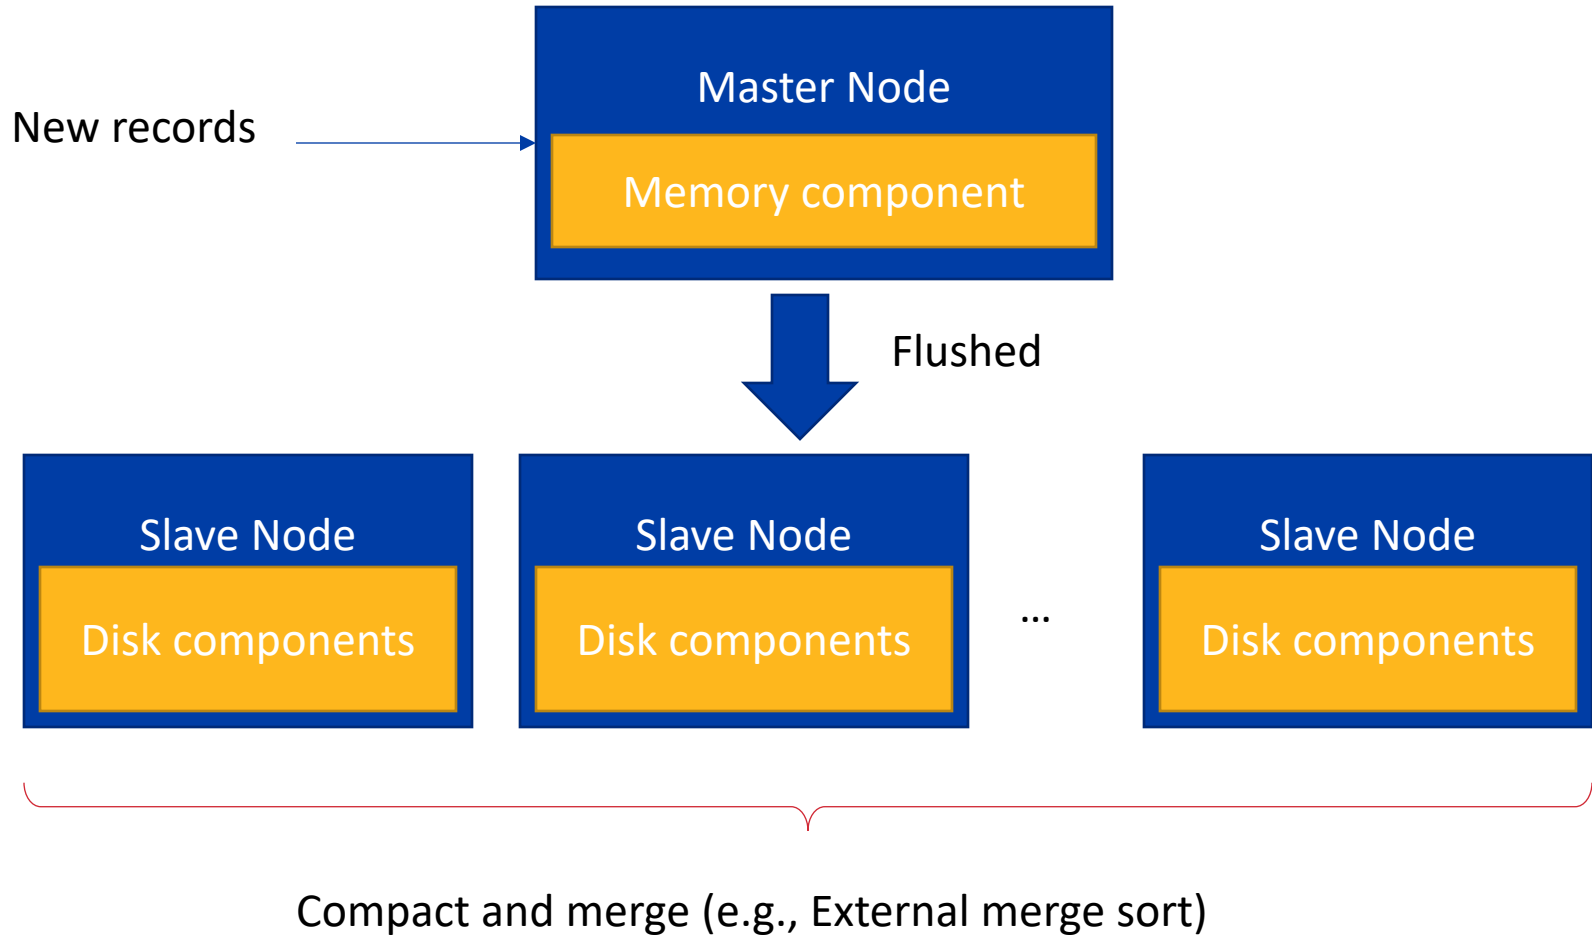 Master Node
New records
Memory component
Flushed
Slave Node
Slave Node
Slave Node
Disk components
Disk components
...
Disk components
Compact and merge (e.g., External merge sort)